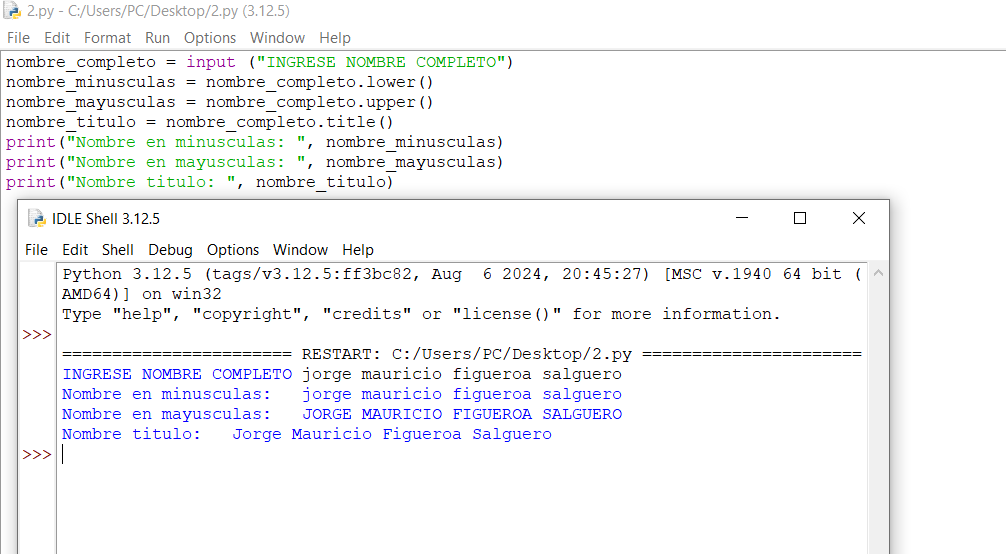 2.py - C:/Users/PC/Desktop/2.py (3.12.5)
File Edit Format Run Options Window Help
nombre_completo = input ("INGRESE NOMBRE COMPLETO")
nombre_minusculas = nombre_completo.lower()
nombre_mayusculas = nombre_completo.upper()
nombre_titulo = nombre_completo.title()
print("Nombre en minusculas: ", nombre_minusculas)
print("Nombre en mayusculas: ", nombre_mayusculas)
print("Nombre titulo: ", nombre_titulo)
IDLE Shell 3.12.5
File Edit Shell Debug Options Window Help
Python 3.12.5 (tags/v3.12.5:ff3bc82, Aug  6 2024, 20:45:27) [MSC v.1940 64 bit (
AMD64)] on win32
Type "help", "copyright", "credits" or "license()" for more information.
>>>
======================= RESTART: C:/Users/PC/Desktop/2.py ======================
INGRESE NOMBRE COMPLETO jorge mauricio figueroa salguero
Nombre en minusculas:   jorge mauricio figueroa salguero
Nombre en mayusculas:   JORGE MAURICIO FIGUEROA SALGUERO
Nombre titulo:   Jorge Mauricio Figueroa Salguero
>>>